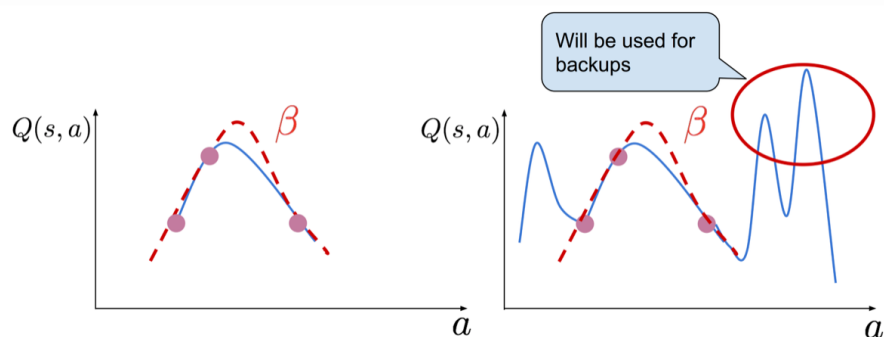 Will be used for
backups
Q(s, a)
β
a
Q(s, a)
β
a